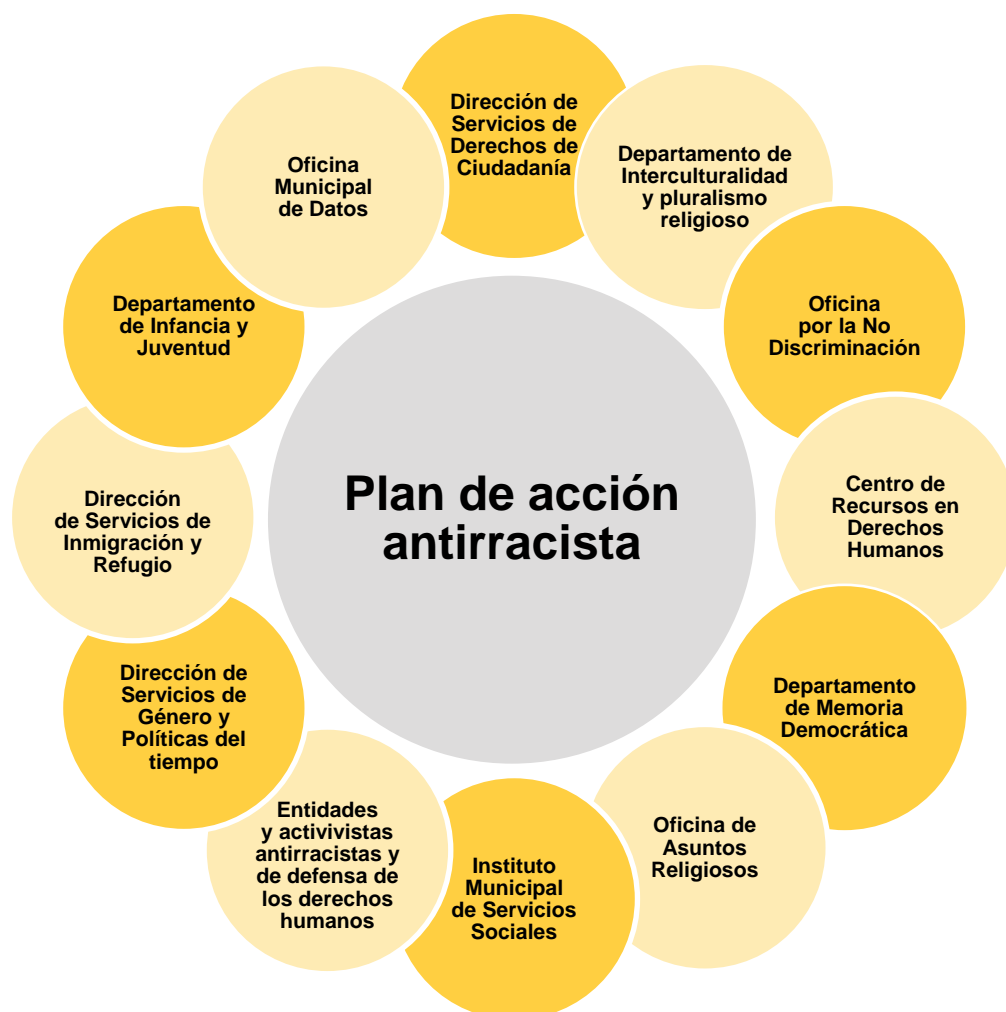 Dirección de
Servicios de
Derechos de
Ciudadanía
Departamento de
Interculturalidad
y pluralismo
religioso
Oficina
por la No
Discriminación
Centro de
Recursos en
Derechos
Humanos
Departamento
de Memoria
Democrática
Oficina de
Asuntos
Religiosos
Instituto
Municipal
de Servicios
Sociales
Entidades
y activivistas
antirracistas y
de defensa de
los derechos
humanos
Dirección de
Servicios de
Género y
Políticas del
tiempo
Dirección
de Servicios de
Inmigración y
Refugio
Departamento
de Infancia y
Juventud
Oficina
Municipal
de Datos
Plan de acción
antirracista